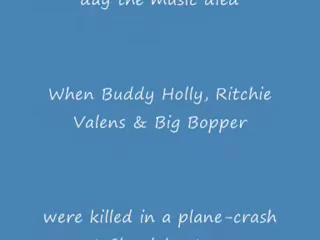 day the music died
When Buddy Holly, Ritchie
Valens & Big Bopper
were killed in a plane-crash